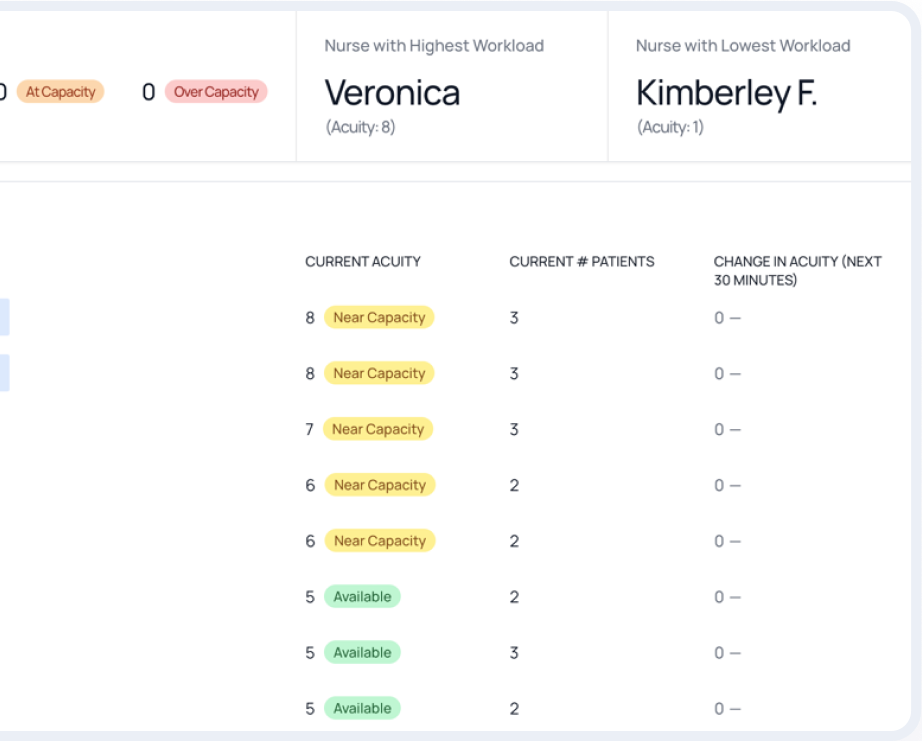 Nurse with Highest Workload
Nurse with Lowest Workload
0 At Capacity 0 Over Capacity
Veronica
Kimberley F.
(Acuity: 8)
(Acuity: 1)
CURRENT ACUITY
CURRENT # PATIENTS
CHANGE IN ACUITY (NEXT
30 MINUTES)
8 Near Capacity 3 0 —
8 Near Capacity 3 0 —
7 Near Capacity 3 0 —
6 Near Capacity 2 0 —
6 Near Capacity 2 0 —
5 Available 2 0 —
5 Available 3 0 —
5 Available 2 0 —